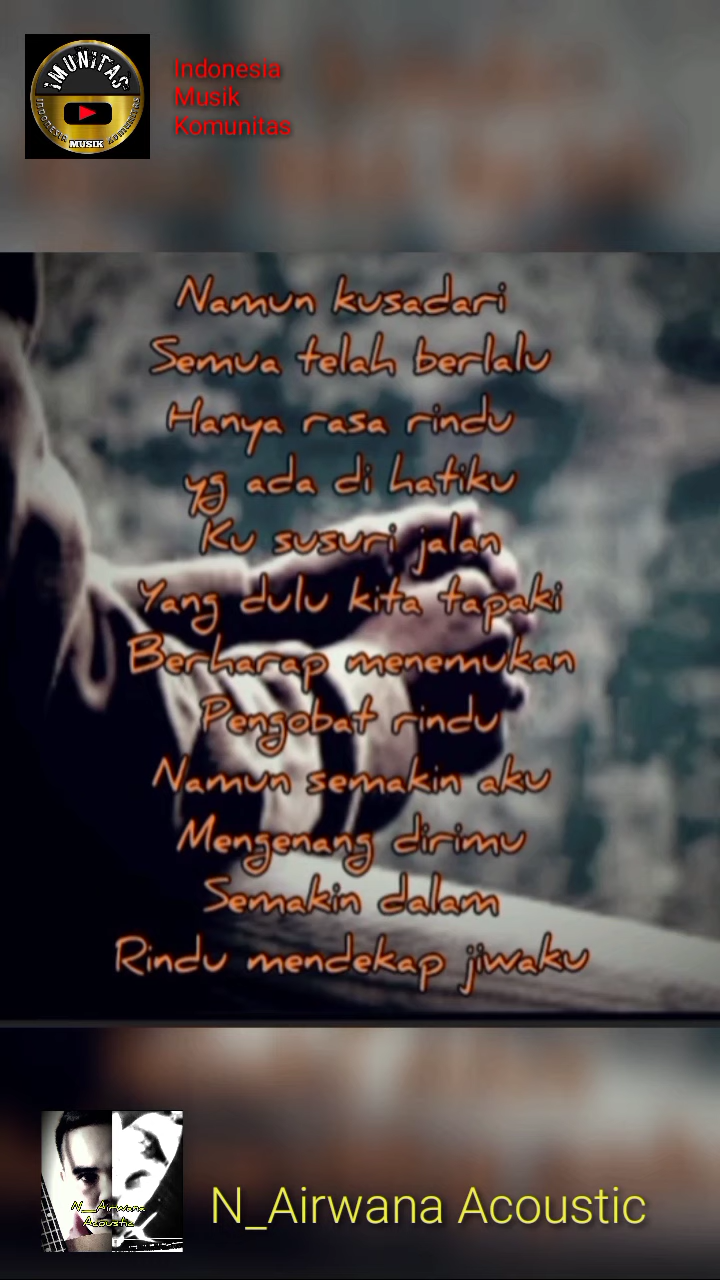 IMUNITAS
INDONESIA MUSIK KOMUNITAS
Indonesia
Musik
Komunitas
Namun kusadari
Semua telah berlalu
Hanya rasa rindu
yg ada di hatiku
Ku susuri jalan
Yang dulu kita tapaki
Berharap menemukan
Pengobat rindu
Namun semakin aku
Mengenang dirimu
Semakin dalam
Rindu mendekap jiwaku
N_Airwana
Acoustic
N_Airwana Acoustic